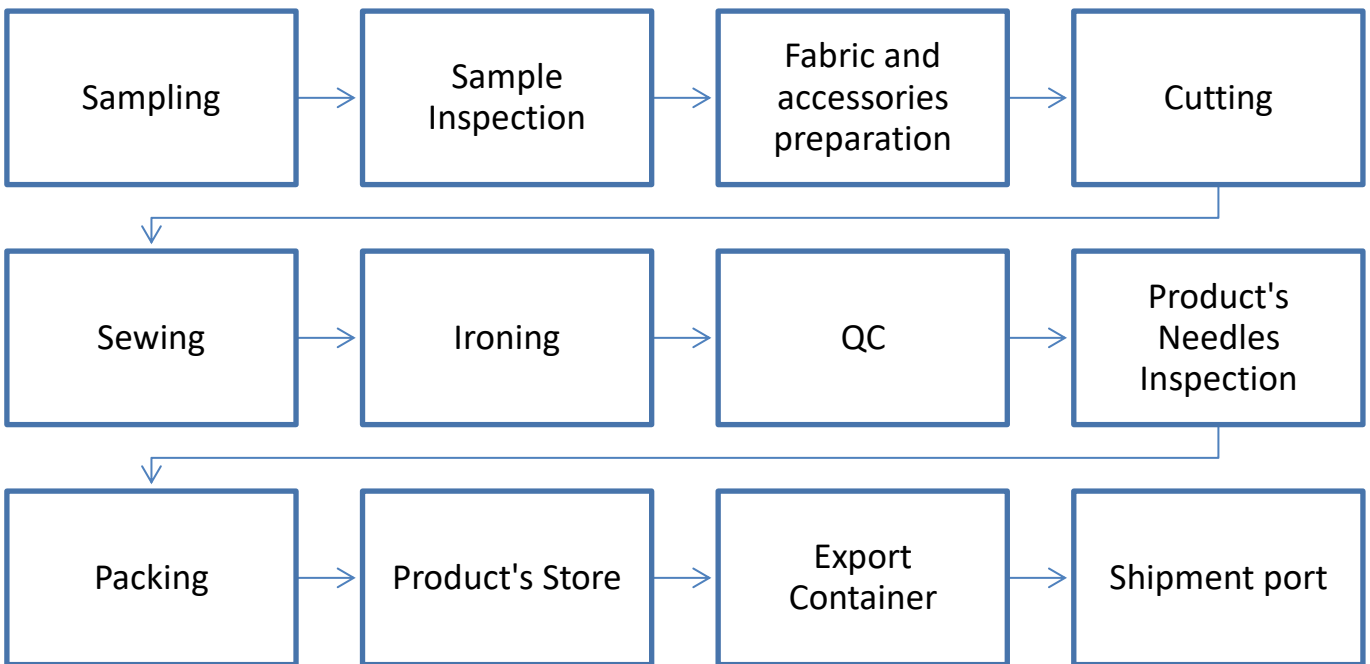 Sampling
Sample
Inspection
Fabric and
accessories
preparation
Cutting
Sewing
Ironing
QC
Product's
Needles
Inspection
Packing
Product's Store
Export
Container
Shipment port